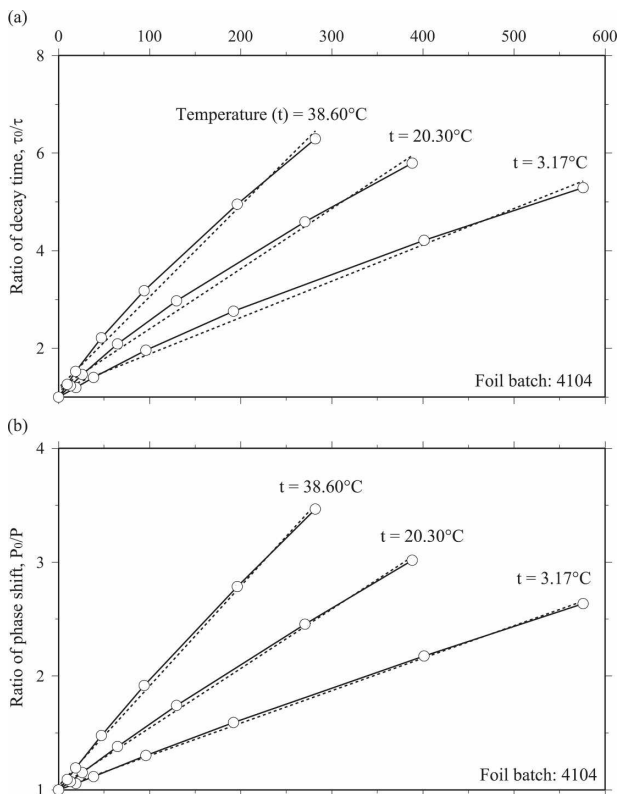 (a)
0 100 200 300 400 500 600
8
6
4
2
Ratio of decay time, τ₀/τ
Temperature (t) = 38.60°C
t = 20.30°C
t = 3.17°C
Foil batch: 4104
(b)
4
3
2
1
Ratio of phase shift, P₀/P
t = 38.60°C
t = 20.30°C
t = 3.17°C
Foil batch: 4104